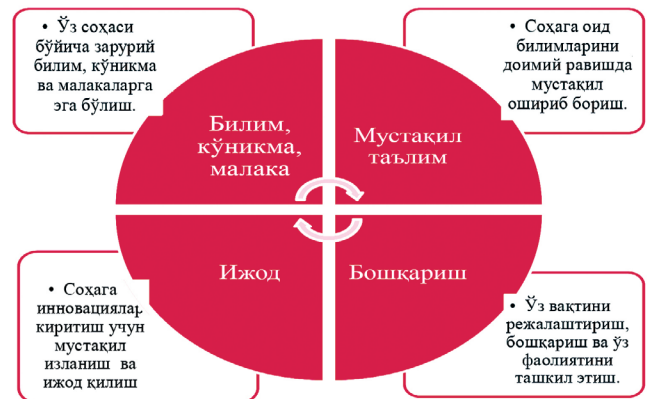 • Ўз соҳаси
бўйича зарурий
билим, кўникма
ва малакаларга
эга бўлиш.
• Соҳага оид
билимларини
доимий равишда
мустақил
ошириб бориш.
Билим,
кўникма,
малака
Мустақил
таълим
Ижод
Бошқариш
• Соҳага
инновациялар
киритиш учун
мустақил
изланиш ва
ижод қилиш
• Ўз вақтини
режалаштириш,
бошқариш ва ўз
фаолиятини
ташкил этиш.